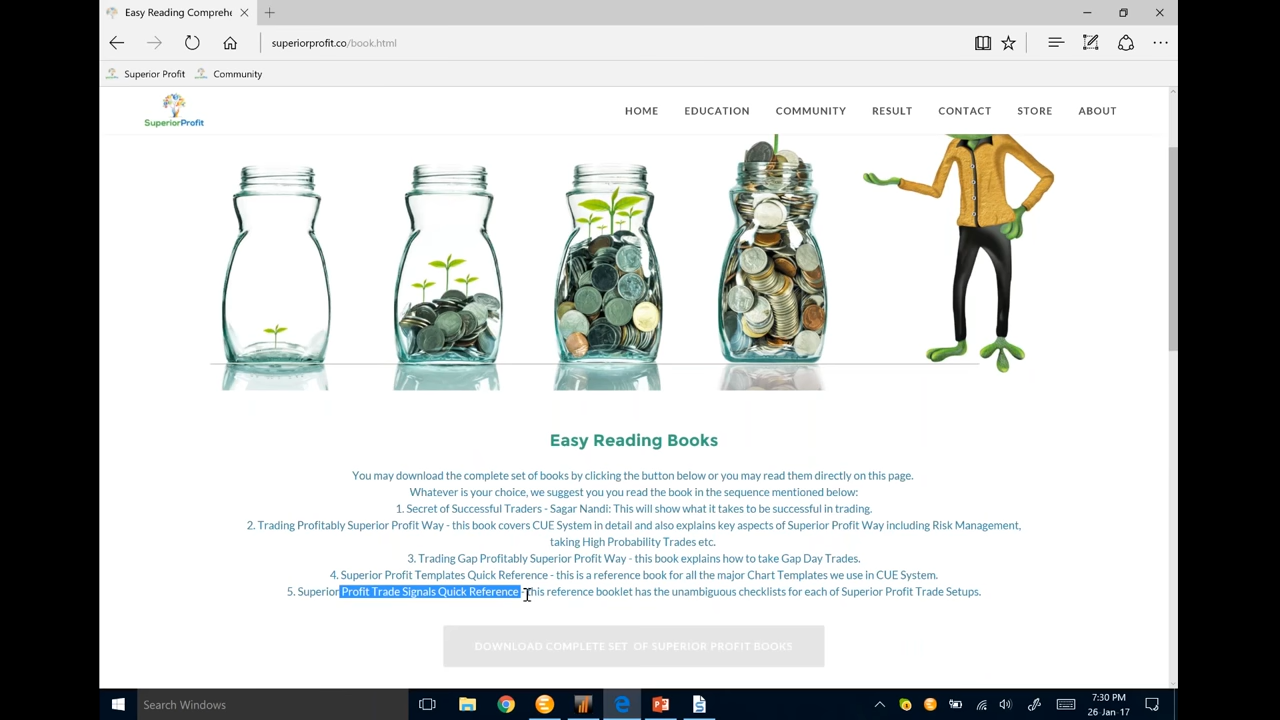 Easy Reading Comprehe
superiorprofit.co/book.html
Superior Profit
Community
SuperiorProfit
HOME EDUCATION COMMUNITY RESULT CONTACT STORE ABOUT
Easy Reading Books
You may download the complete set of books by clicking the button below or you may read them directly on this page.
Whatever is your choice, we suggest you you read the book in the sequence mentioned below:
1. Secret of Successful Traders - Sagar Nandi: This will show what it takes to be successful in trading.
2. Trading Profitably Superior Profit Way - this book covers CUE System in detail and also explains key aspects of Superior Profit Way including Risk Management,
taking High Probability Trades etc.
3. Trading Gap Profitably Superior Profit Way - this book explains how to take Gap Day Trades.
4. Superior Profit Templates Quick Reference - this is a reference book for all the major Chart Templates we use in CUE System.
5. Superior Profit Trade Signals Quick Reference - this reference booklet has the unambiguous checklists for each of Superior Profit Trade Setups.
DOWNLOAD COMPLETE SET OF SUPERIOR PROFIT BOOKS
Search Windows
7:30 PM
26-Jan-17